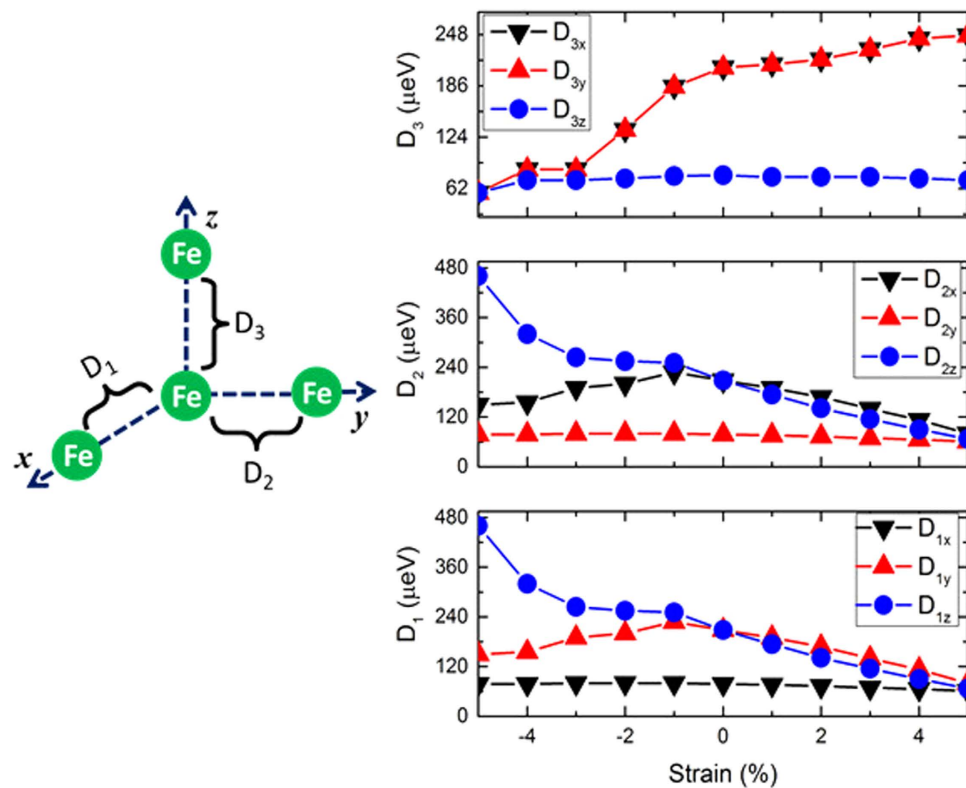 z
Fe
D₃
D₁
Fe
Fe
y
x
Fe
D₂
D₃ (μeV)
248
186
124
62
D₃ₓ
D₃y
D₃z
D₂ (μeV)
480
360
240
120
0
D₂ₓ
D₂y
D₂z
D₁ (μeV)
480
360
240
120
0
D₁ₓ
D₁y
D₁z
-4
-2
0
2
4
Strain (%)